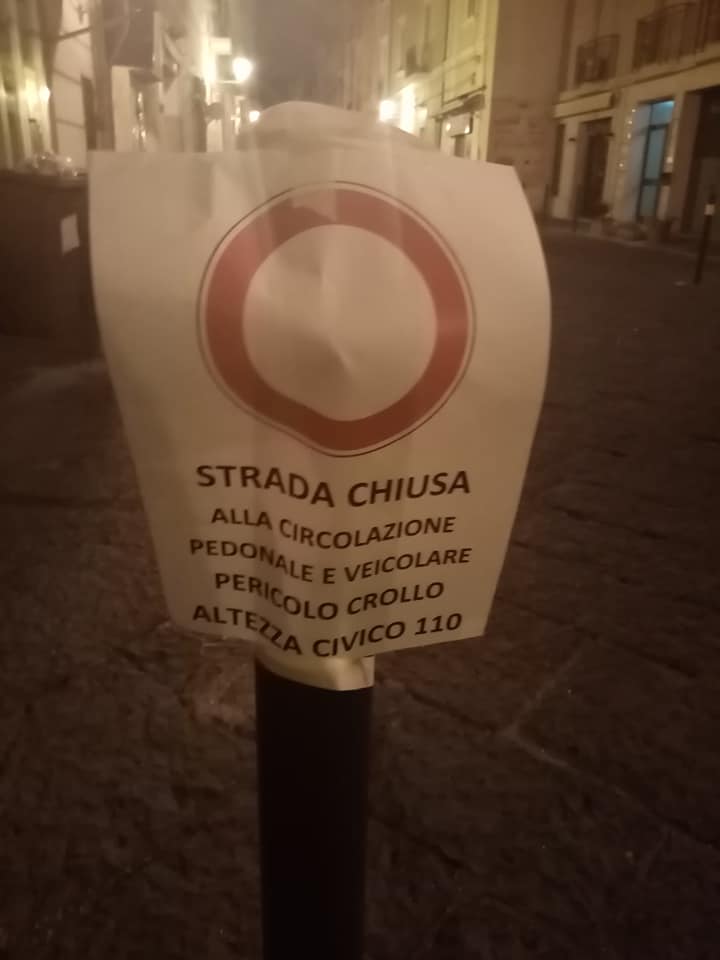 STRADA CHIUSA
ALLA CIRCOLAZIONE
PEDONALE E VEICOLARE
PERICOLO CROLLO
ALTEZZA CIVICO 110